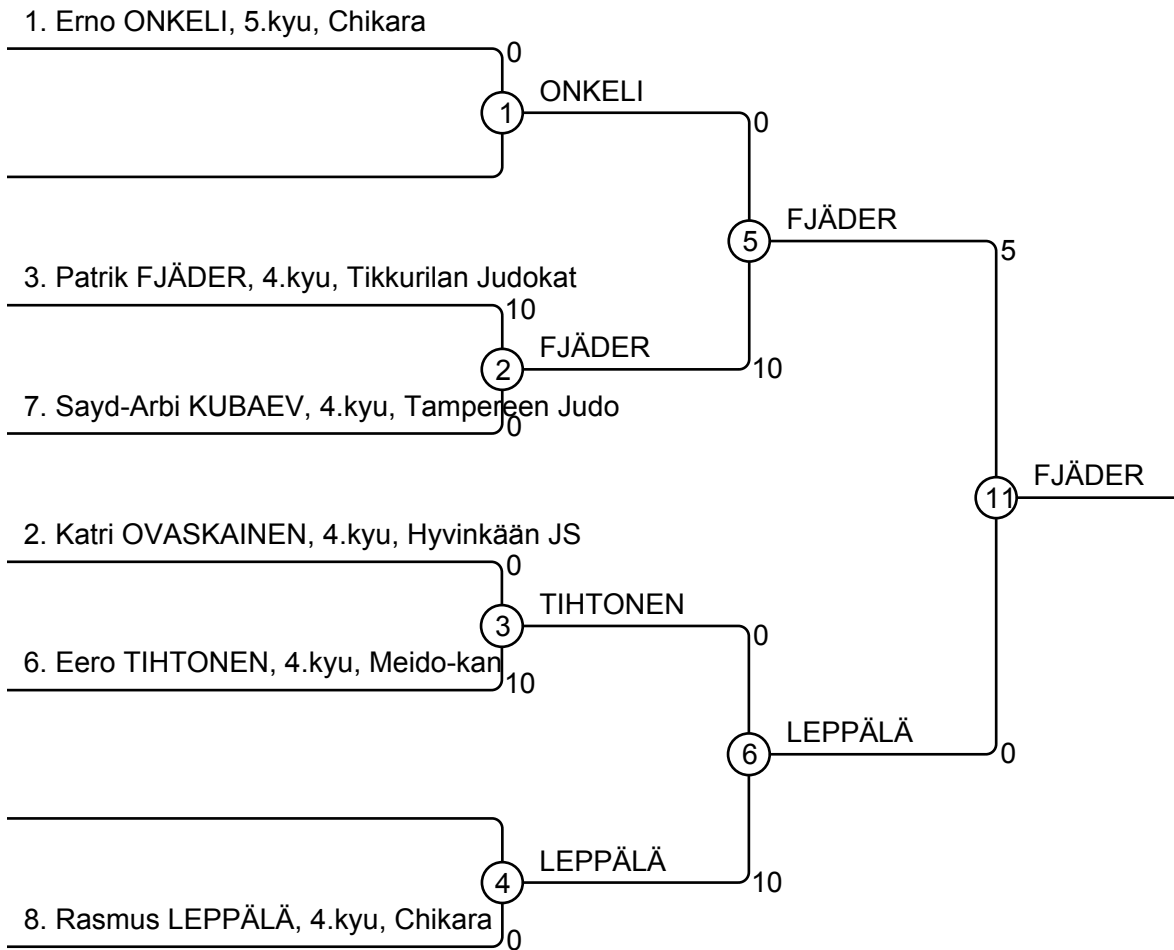 1. Erno ONKELI, 5.kyu, Chikara
0
1
ONKELI
0
5
FJÄDER
5
3. Patrik FJÄDER, 4.kyu, Tikkurilan Judokat
10
2
FJÄDER
10
7. Sayd-Arbi KUBAEV, 4.kyu, Tampereen Judo
0
11
FJÄDER
2. Katri OVASKAINEN, 4.kyu, Hyvinkään JS
0
3
TIHTONEN
0
6. Eero TIHTONEN, 4.kyu, Meido-kan
10
6
LEPPÄLÄ
0
4
LEPPÄLÄ
10
8. Rasmus LEPPÄLÄ, 4.kyu, Chikara
0